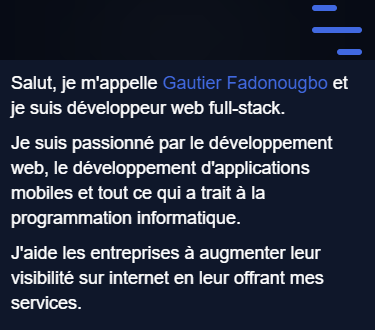 Salut, je m'appelle Gautier Fadonougbo et
je suis développeur web full-stack.
Je suis passionné par le développement
web, le développement d'applications
mobiles et tout ce qui a trait à la
programmation informatique.
J'aide les entreprises à augmenter leur
visibilité sur internet en leur offrant mes
services.